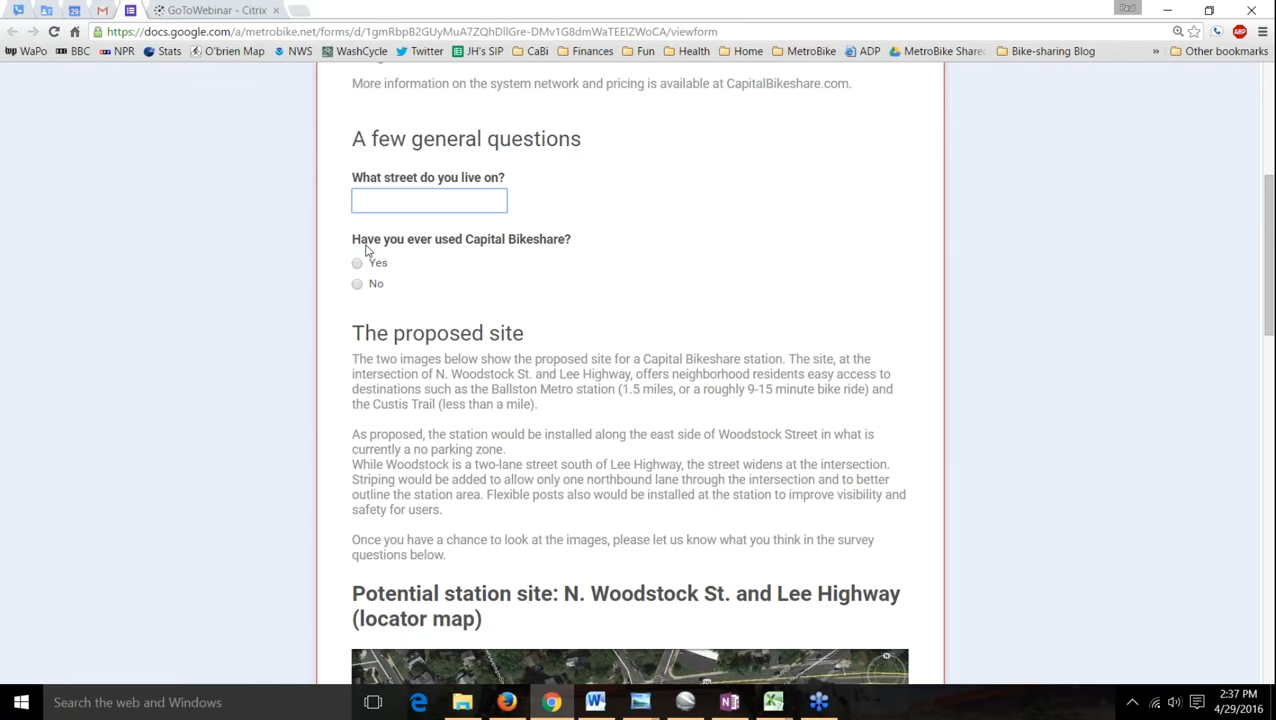 GoToWebinar - Citrix
Paul
https://docs.google.com/a/metrobike.net/forms/d/1gmRbpB2GUyMuA7ZQhDllGre-DMv1G8dmWaTEEIZWoCA/viewform
WaPo BBC NPR Stats O'brien Map NWS WashCycle Twitter JH'S SIP CaBi Finances Fun Health Home MetroBike ADP MetroBike Share Bike-sharing Blog » Other bookmarks
More information on the system network and pricing is available at CapitalBikeshare.com.
A few general questions
What street do you live on?
Have you ever used Capital Bikeshare?
Yes
No
The proposed site
The two images below show the proposed site for a Capital Bikeshare station. The site, at the
intersection of N. Woodstock St. and Lee Highway, offers neighborhood residents easy access to
destinations such as the Ballston Metro station (1.5 miles, or a roughly 9-15 minute bike ride) and
the Custis Trail (less than a mile).
As proposed, the station would be installed along the east side of Woodstock Street in what is
currently a no parking zone.
While Woodstock is a two-lane street south of Lee Highway, the street widens at the intersection.
Striping would be added to allow only one northbound lane through the intersection and to better
outline the station area. Flexible posts also would be installed at the station to improve visibility and
safety for users.
Once you have a chance to look at the images, please let us know what you think in the survey
questions below.
Potential station site: N. Woodstock St. and Lee Highway
(locator map)
Search the web and Windows
2:37 PM
4/29/2016